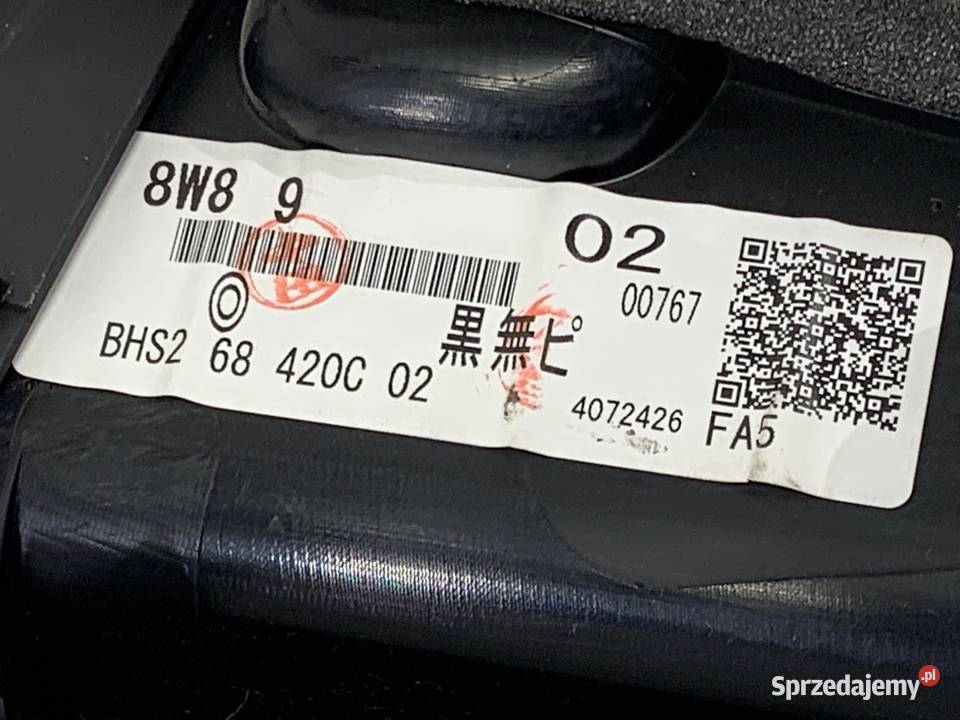 8W8 9
02
00767
◎
BHS2 68 420C 02
黒無ピ
4072426
FA5
Sprzedajemy.pl